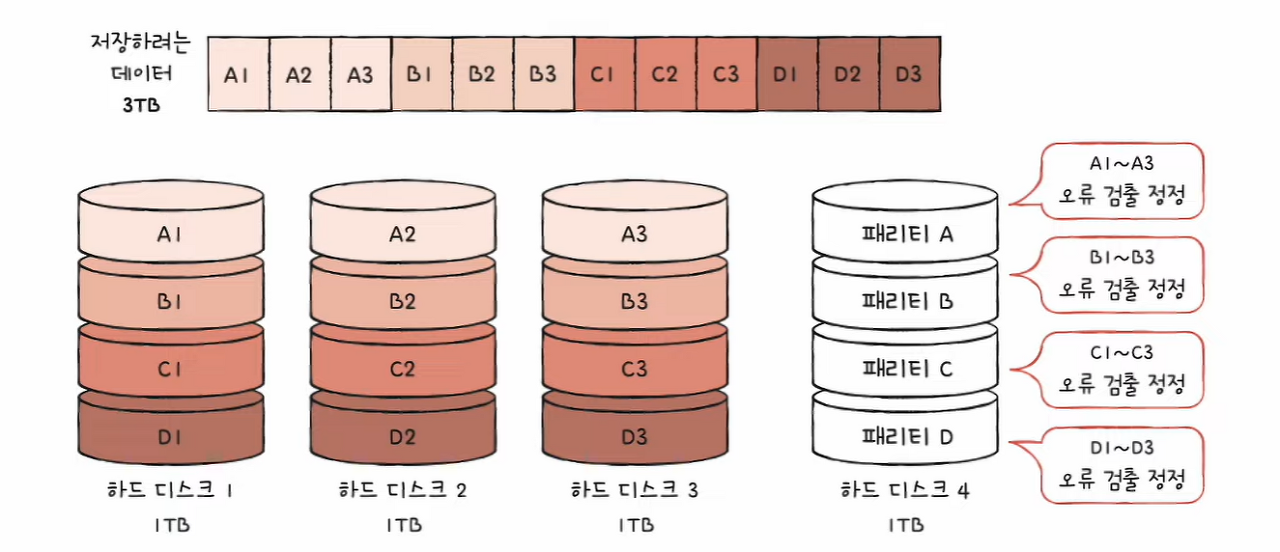 저장하려는
데이터
3TB
A1 A2 A3 B1 B2 B3 C1 C2 C3 D1 D2 D3
A1 A2 A3 패리티 A
B1 B2 B3 패리티 B
C1 C2 C3 패리티 C
D1 D2 D3 패리티 D
A1~A3
오류 검출 정정
B1~B3
오류 검출 정정
C1~C3
오류 검출 정정
D1~D3
오류 검출 정정
하드 디스크 1 하드 디스크 2 하드 디스크 3 하드 디스크 4
1TB 1TB 1TB 1TB